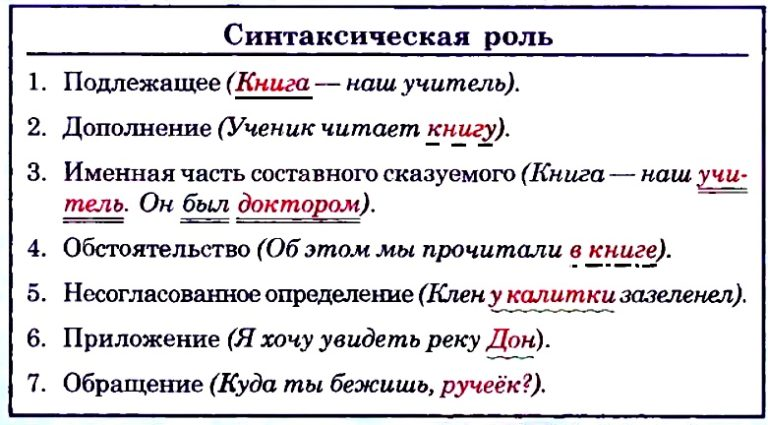 Синтаксическая роль
1. Подлежащее (Книга — наш учитель).
2. Дополнение (Ученик читает книгу).
3. Именная часть составного сказуемого (Книга — наш учи-
тель. Он был доктором).
4. Обстоятельство (Об этом мы прочитали в книге).
5. Несогласованное определение (Клен у калитки зазеленел).
6. Приложение (Я хочу увидеть реку Дон).
7. Обращение (Куда ты бежишь, ручеёк?).